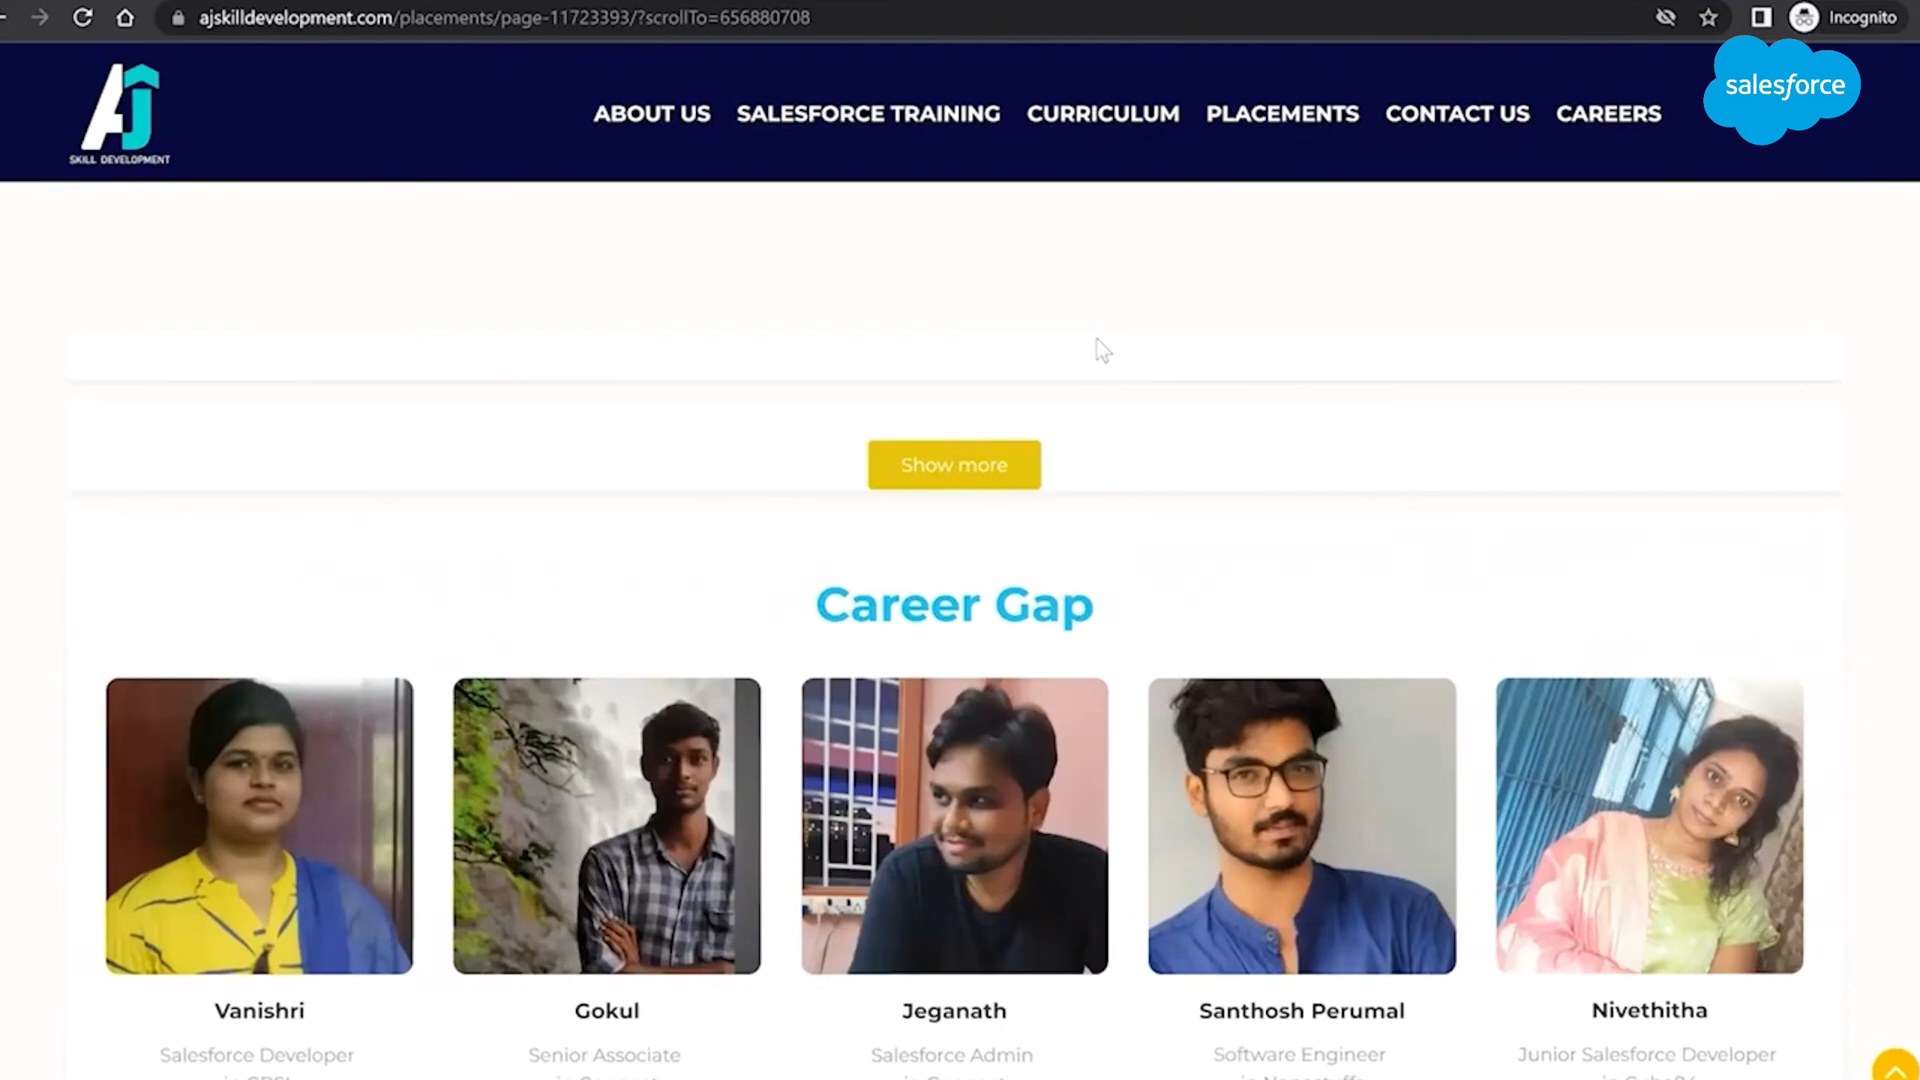 ajskilldevelopment.com/placements/page-11723393/?scrollTo=656880708
Incognito
AJ
SKILL DEVELOPMENT
ABOUT US
SALESFORCE TRAINING
CURRICULUM
PLACEMENTS
CONTACT US
CAREERS
salesforce
Show more
Career Gap
Vanishri
Gokul
Jeganath
Santhosh Perumal
Nivethitha
Salesforce Developer
Senior Associate
Salesforce Admin
Software Engineer
Junior Salesforce Developer